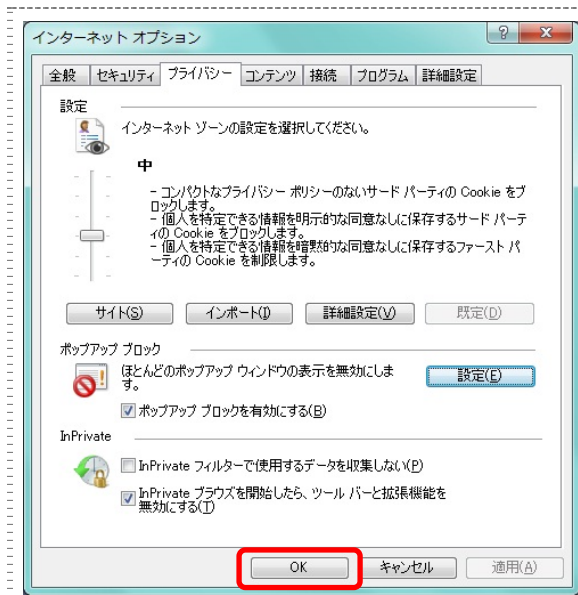 インターネット オプション
全般 セキュリティ プライバシー コンテンツ 接続 プログラム 詳細設定
設定
インターネット ゾーンの設定を選択してください。
中
- コンパクトなプライバシー ポリシーのないサード パーティの Cookie をブ
ロックします。
- 個人を特定できる情報を明示的な同意なしに保存するサード パーテ
ィの Cookie をブロックします。
- 個人を特定できる情報を暗黙的な同意なしに保存するファースト パ
ーティの Cookie を制限します。
サイト(S) インポート(I) 詳細設定(V) 既定(D)
ポップアップ ブロック
ほとんどのポップアップ ウィンドウの表示を無効にしま
す。
設定(E)
ポップアップ ブロックを有効にする(B)
InPrivate
InPrivate フィルターで使用するデータを収集しない(P)
InPrivate ブラウズを開始したら、ツール バーと拡張機能を
無効にする(T)
OK キャンセル 適用(A)